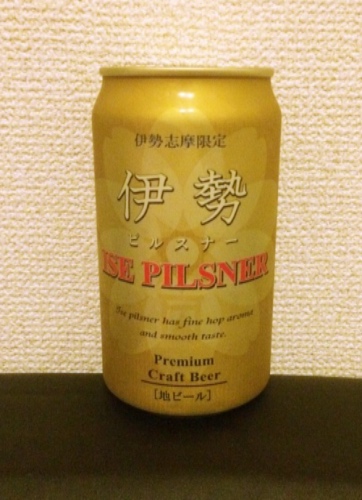 伊勢志摩限定
伊勢
ピルスナー
ISE PILSNER
Ise pilsner has fine hop aroma
and smooth taste.
Premium
Craft Beer
[地ビール]